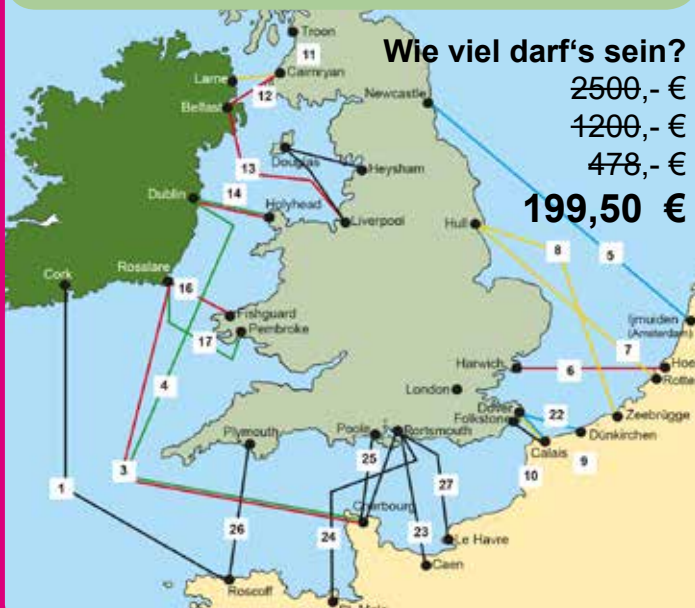 Troon
11
Wie viel darf's sein?
Larne
Cairnryan
2500,- €
12
Newcastle
Belfast
1200,- €
Douglas
13
Heysham
478,- €
Dublin
14
199,50 €
Holyhead
Liverpool
Hull
8
5
Cork
Rosslare
16
Fishguard
Ijmurden
(Amsterdam)
17
Pembroke
7
Harwich
6
Hoe
4
London
Rotte
Dover
22
Zeebrügge
Folkstone
Plymouth
Poole
Portsmouth
Dünkirchen
25
Calais
9
3
27
10
1
Cherbourg
26
24
23
Le Havre
Caen
Roscoff
St. Malo